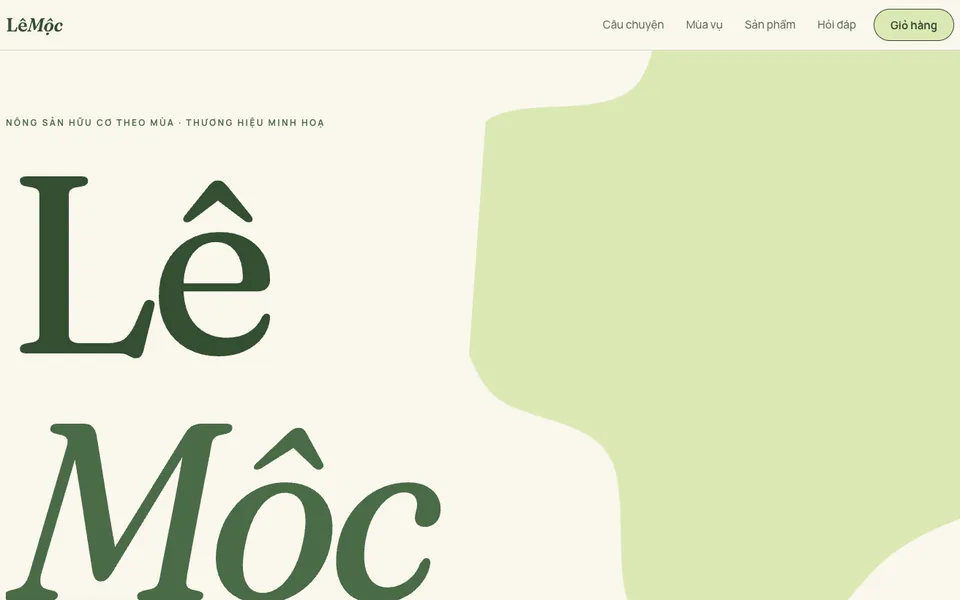 LêMộc
Câu chuyện
Mùa vụ
Sản phẩm
Hỏi đáp
Giỏ hàng
NÔNG SẢN HỮU CƠ THEO MÙA · THƯƠNG HIỆU MINH HOẠ
Lê
Môc